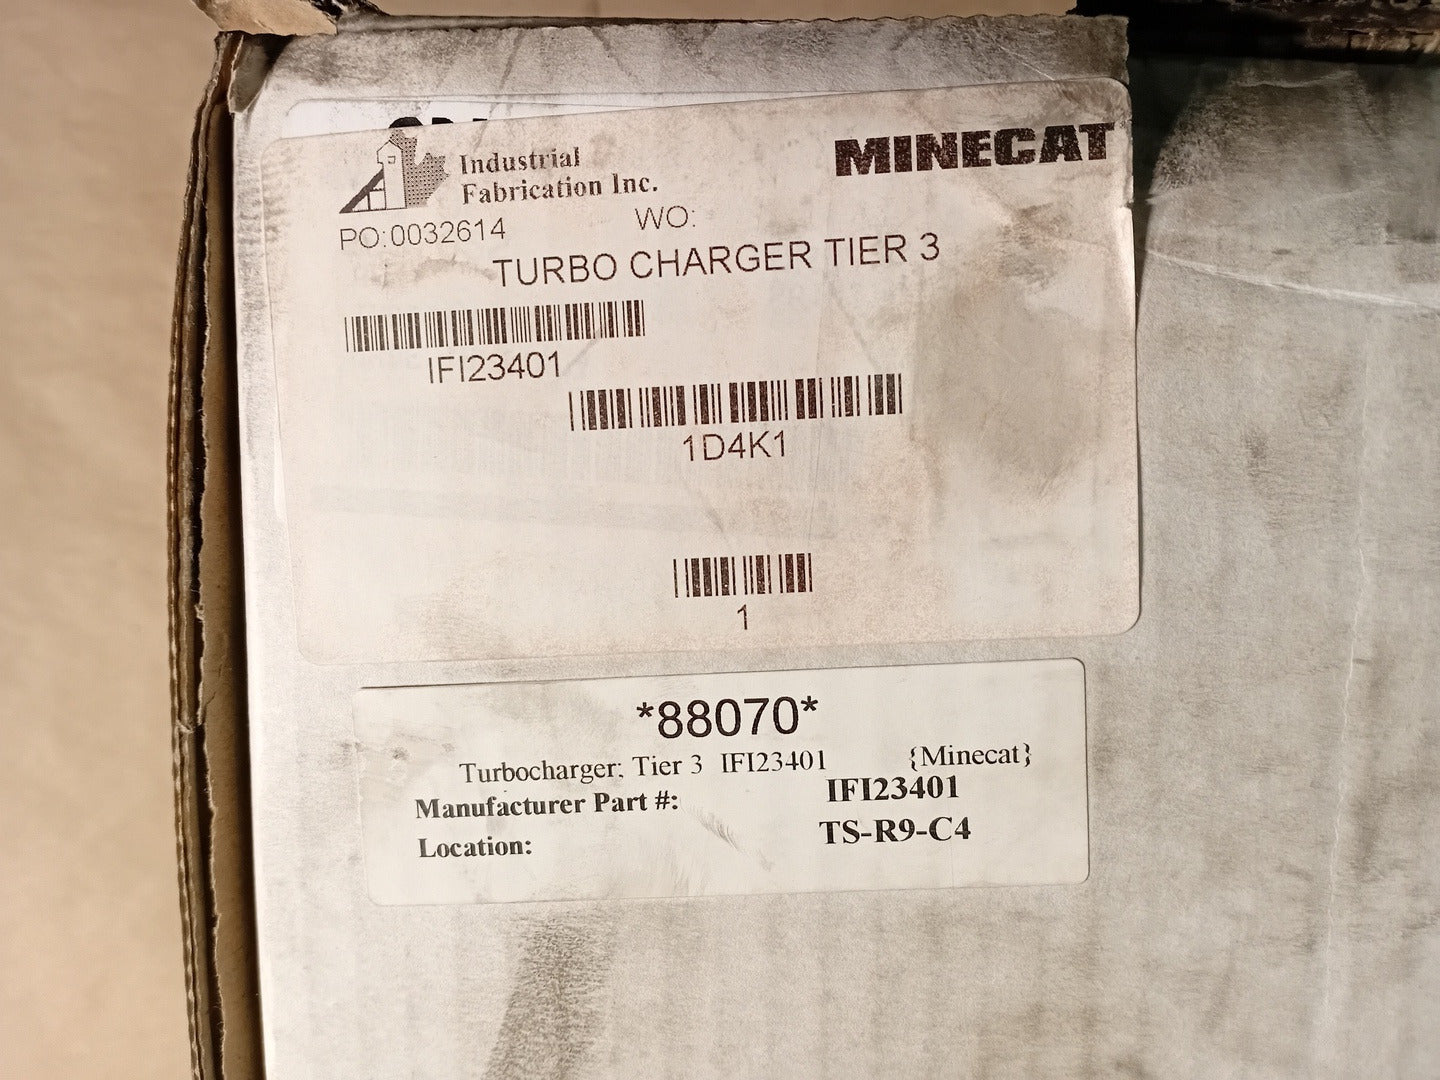 Industrial
Fabrication Inc.
MINECAT
PO:0032614 WO:
TURBO CHARGER TIER 3
IFI23401
1D4K1
1
*88070*
Turbocharger: Tier 3 IFI23401 {Minecat}
Manufacturer Part #: IFI23401
Location: TS-R9-C4